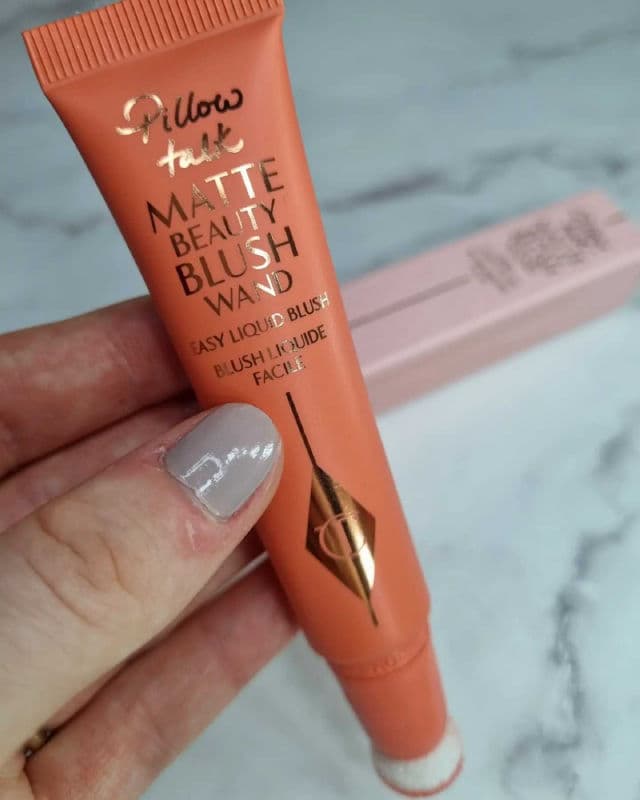 Pillow
talk
MATTE
BEAUTY
BLUSH
WAND
EASY LIQUID BLUSH
BLUSH LIQUIDE
FACILE